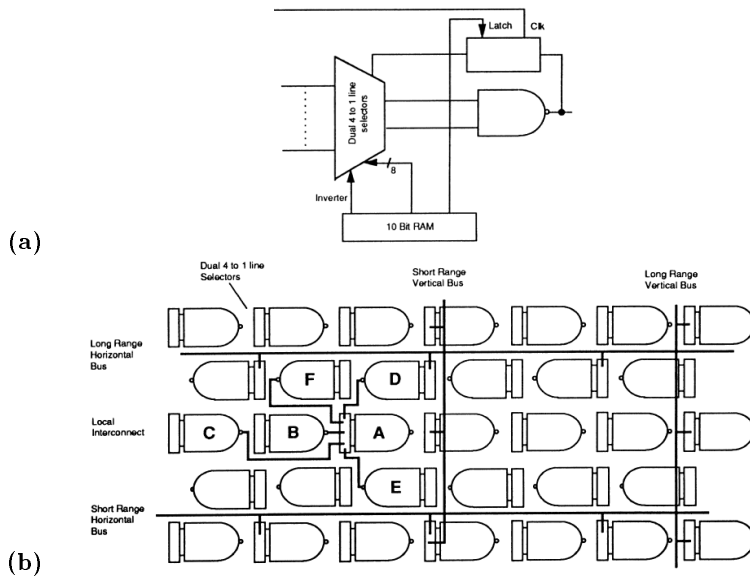 Latch
Clk
Dual 4 to 1 line
selectors
8
Inverter
10 Bit RAM
(a)
Dual 4 to 1 line
Selectors
Short Range
Vertical Bus
Long Range
Vertical Bus
Long Range
Horizontal
Bus
F
D
Local
Interconnect
C
B
A
E
Short Range
Horizontal
Bus
(b)